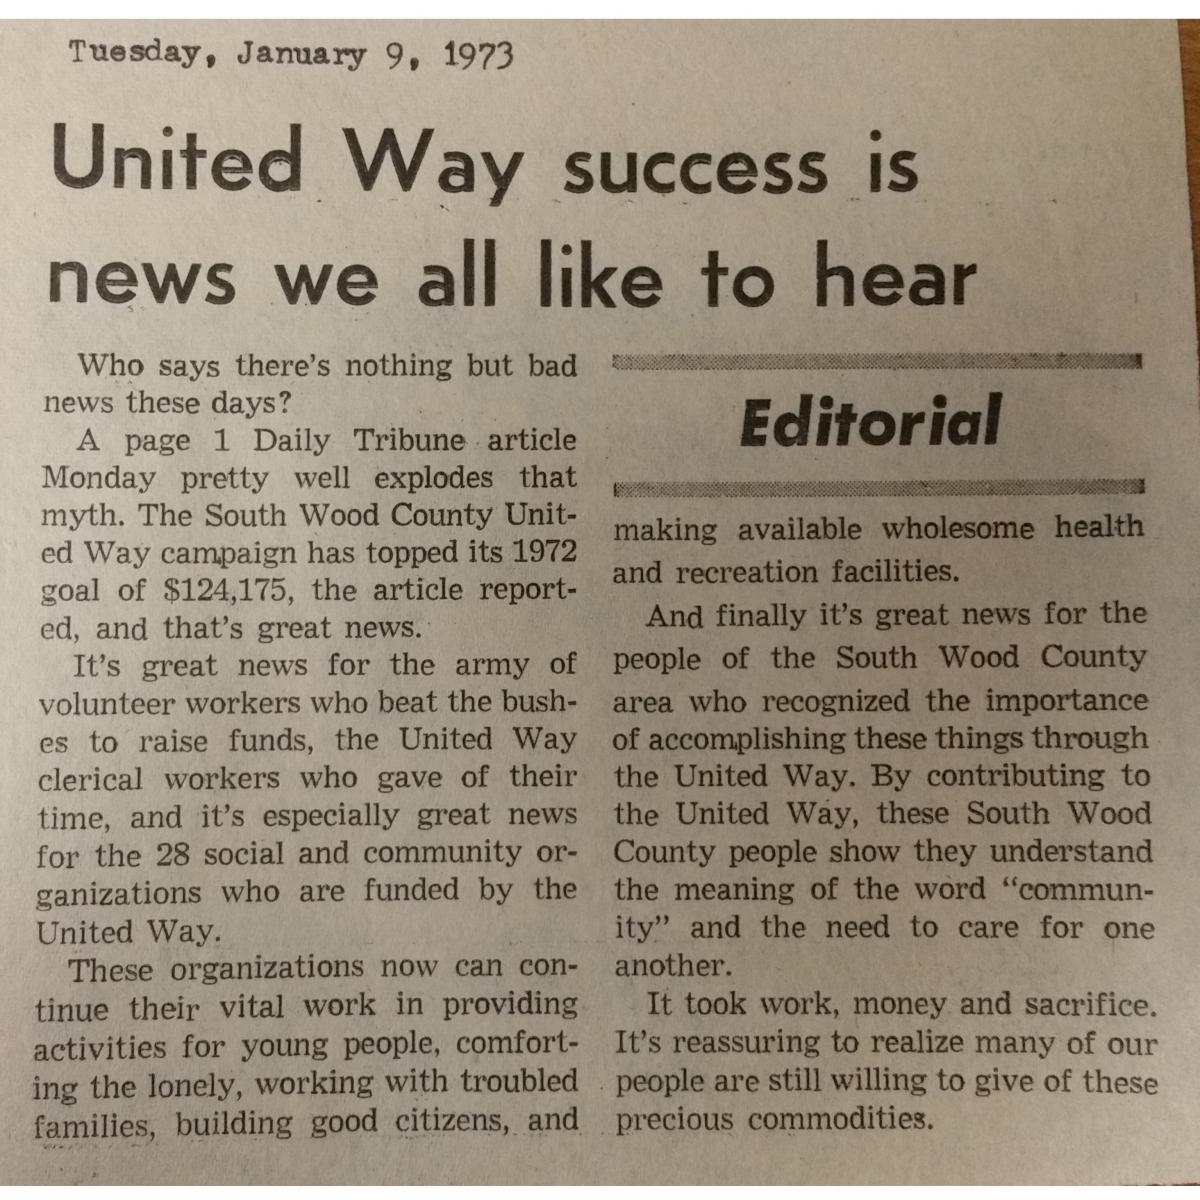 Tuesday, January 9, 1973
United Way success is
news we all like to hear
Who says there's nothing but bad
news these days?
A page 1 Daily Tribune article
Monday pretty well explodes that
myth. The South Wood County Unit-
ed Way campaign has topped its 1972
goal of $124,175, the article report-
ed, and that's great news.
It's great news for the army of
volunteer workers who beat the bush-
es to raise funds, the United Way
clerical workers who gave of their
time, and it's especially great news
for the 28 social and community or-
ganizations who are funded by the
United Way.
These organizations now can con-
tinue their vital work in providing
activities for young people, comfort-
ing the lonely, working with troubled
families, building good citizens, and
Editorial
making available wholesome health
and recreation facilities.
And finally it's great news for the
people of the South Wood County
area who recognized the importance
of accomplishing these things through
the United Way. By contributing to
the United Way, these South Wood
County people show they understand
the meaning of the word “commun-
ity” and the need to care for one
another.
It took work, money and sacrifice.
It's reassuring to realize many of our
people are still willing to give of these
precious commodities.